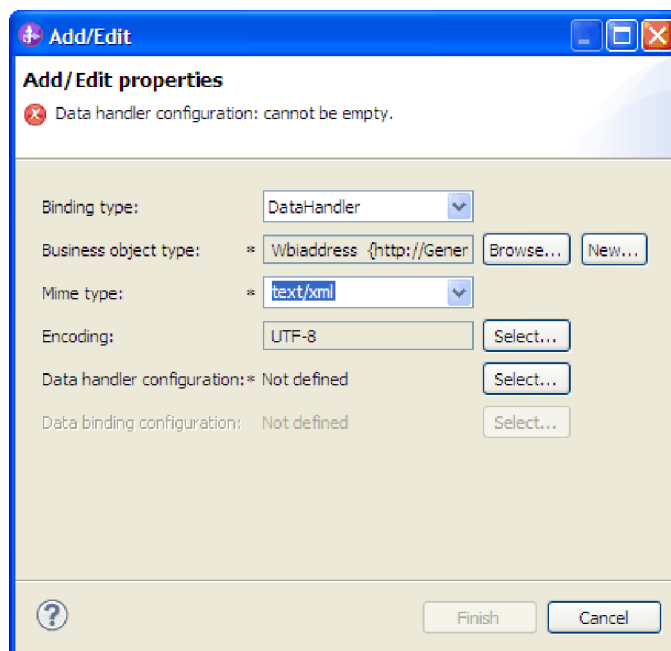 Add/Edit
Add/Edit properties
Data handler configuration: cannot be empty.
Binding type: DataHandler
Business object type: * Wbiaddress {http://Gener Browse... New...
Mime type: * text/xml
Encoding: UTF-8 Select...
Data handler configuration:* Not defined Select...
Data binding configuration: Not defined Select...
? Finish Cancel